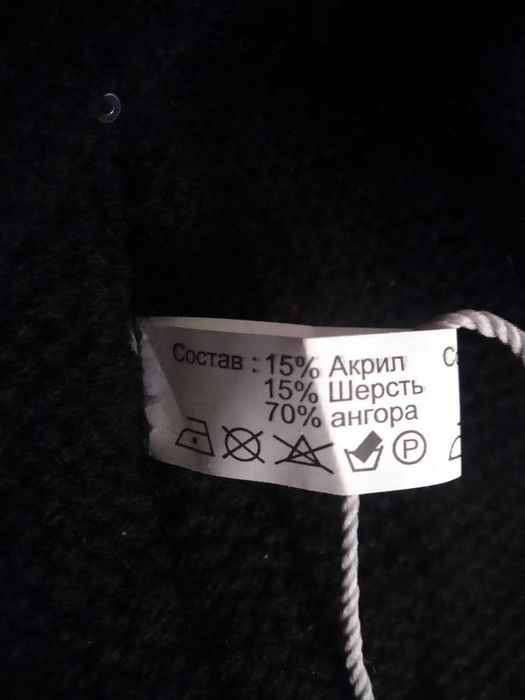 Состав : 15% Акрил
15% Шерсть
70% ангора
P